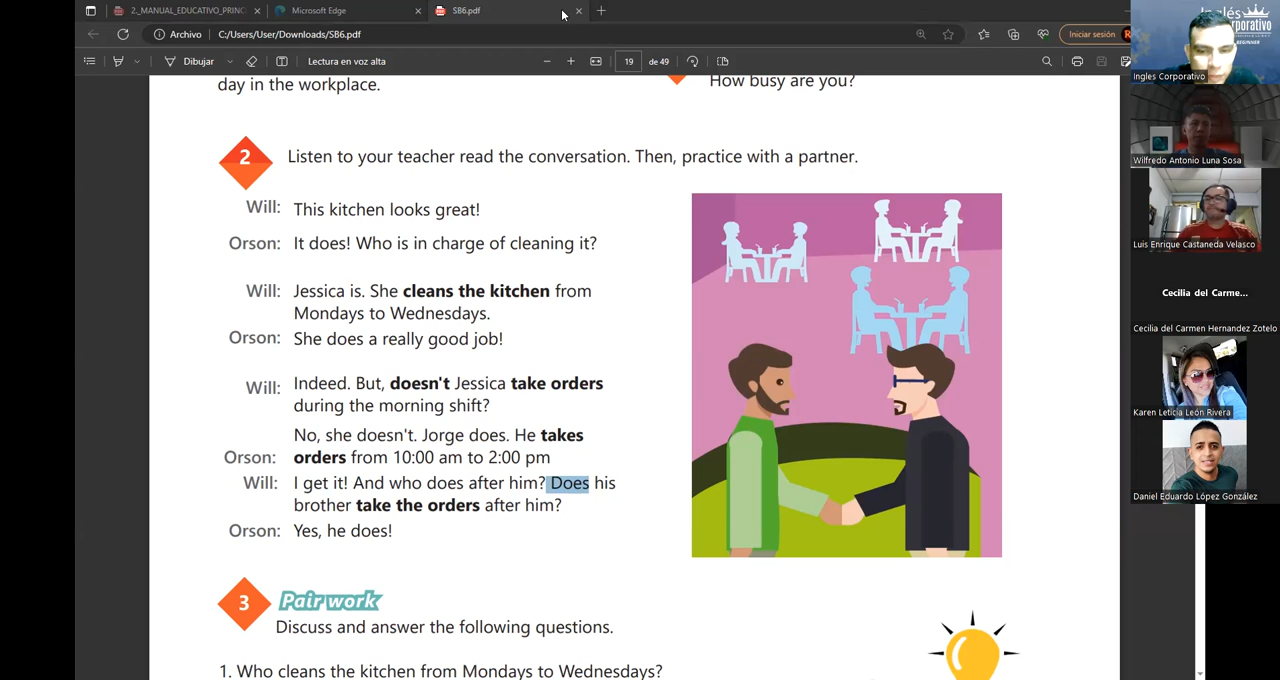 2._MANUAL_EDUCATIVO_PRINC
Microsoft Edge
SB6.pdf
Archivo
C:/Users/User/Downloads/SB6.pdf
Iniciar sesión
Dibujar
Lectura en voz alta
19
de 49
day in the workplace.
How busy are you?
2
Listen to your teacher read the conversation. Then, practice with a partner.
Will: This kitchen looks great!
Orson: It does! Who is in charge of cleaning it?
Will: Jessica is. She cleans the kitchen from
Mondays to Wednesdays.
Orson: She does a really good job!
Will: Indeed. But, doesn't Jessica take orders
during the morning shift?
No, she doesn't. Jorge does. He takes
Orson: orders from 10:00 am to 2:00 pm
Will: I get it! And who does after him? Does his
brother take the orders after him?
Orson: Yes, he does!
3
Pair work
Discuss and answer the following questions.
1. Who cleans the kitchen from Mondays to Wednesdays?
Inglés
corporativo
BEGINNER
Ingles Corporativo
Wilfredo Antonio Luna Sosa
Luis Enrique Castaneda Velasco
Cecilia del Carme...
Cecilia del Carmen Hernandez Zotelo
Karen Leticia León Rivera
Daniel Eduardo López González